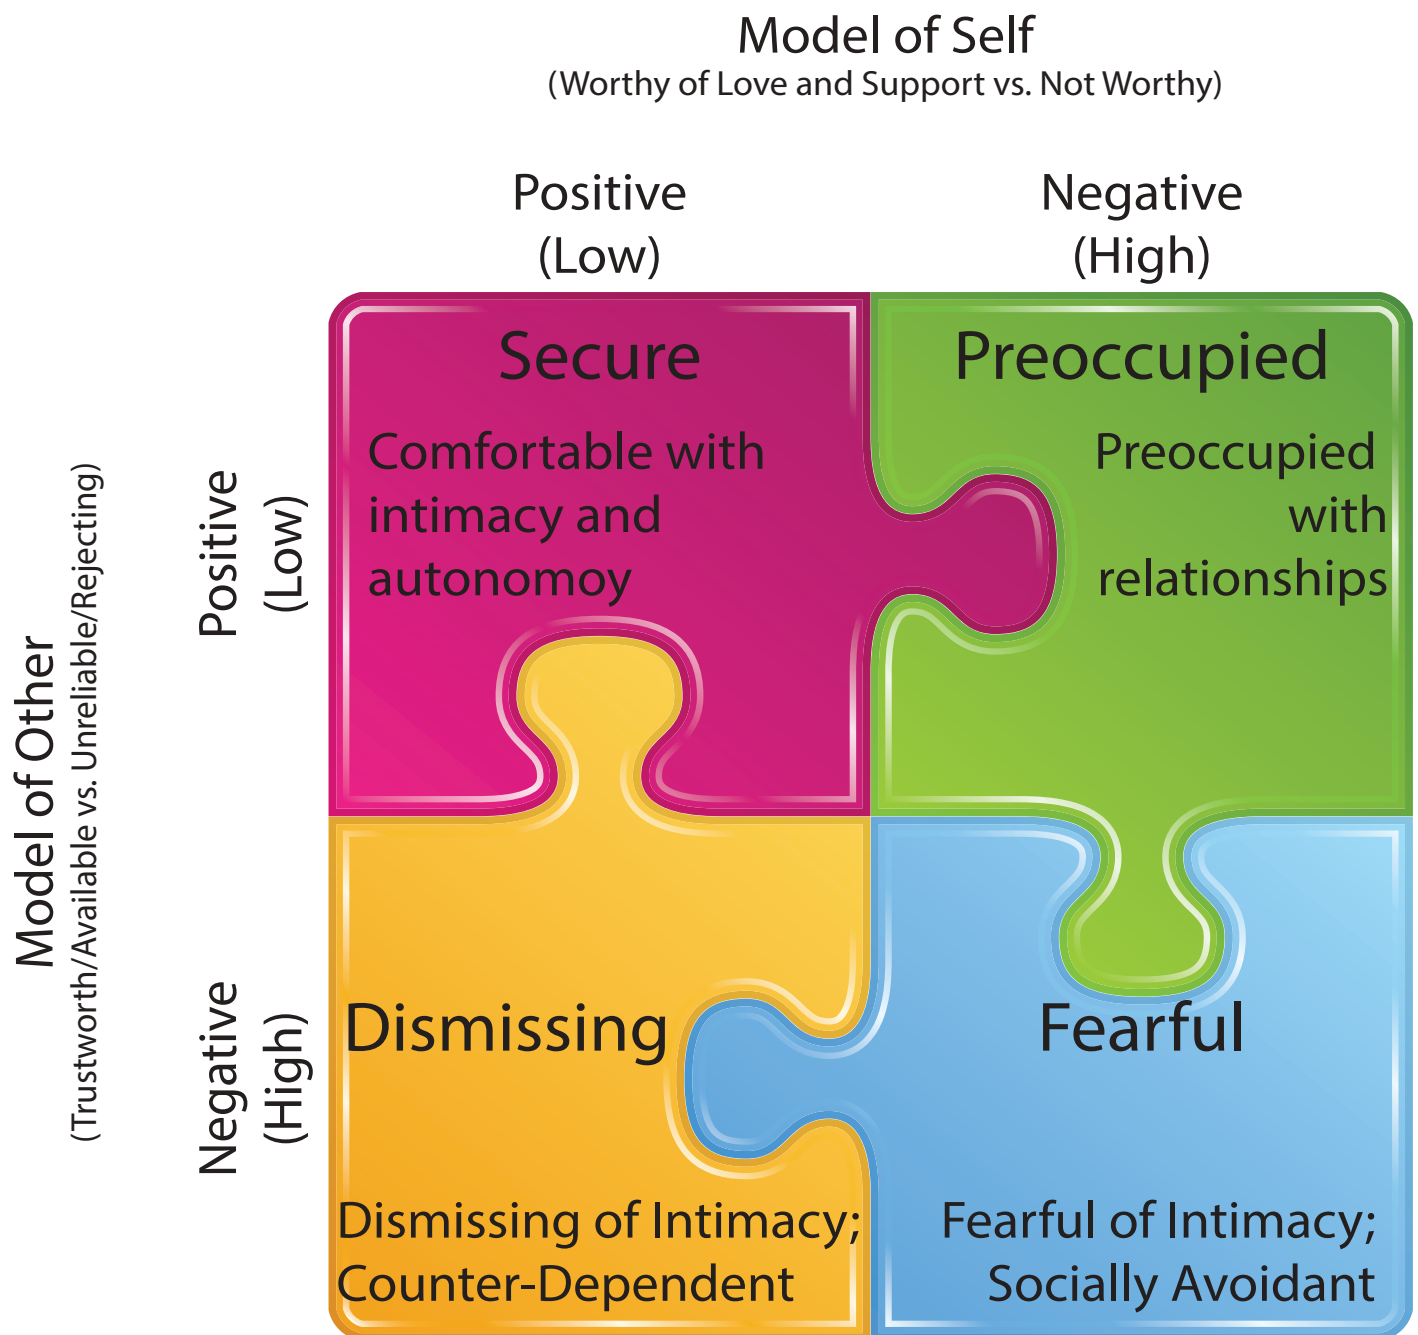 Model of Self
(Worthy of Love and Support vs. Not Worthy)
Positive
(Low)
Negative
(High)
Model of Other
(Trustworth/Available vs. Unreliable/Rejecting)
Positive
(Low)
Secure
Comfortable with
intimacy and
autonomoy
Preoccupied
Preoccupied
with
relationships
Negative
(High)
Dismissing
Dismissing of Intimacy;
Counter-Dependent
Fearful
Fearful of Intimacy;
Socially Avoidant